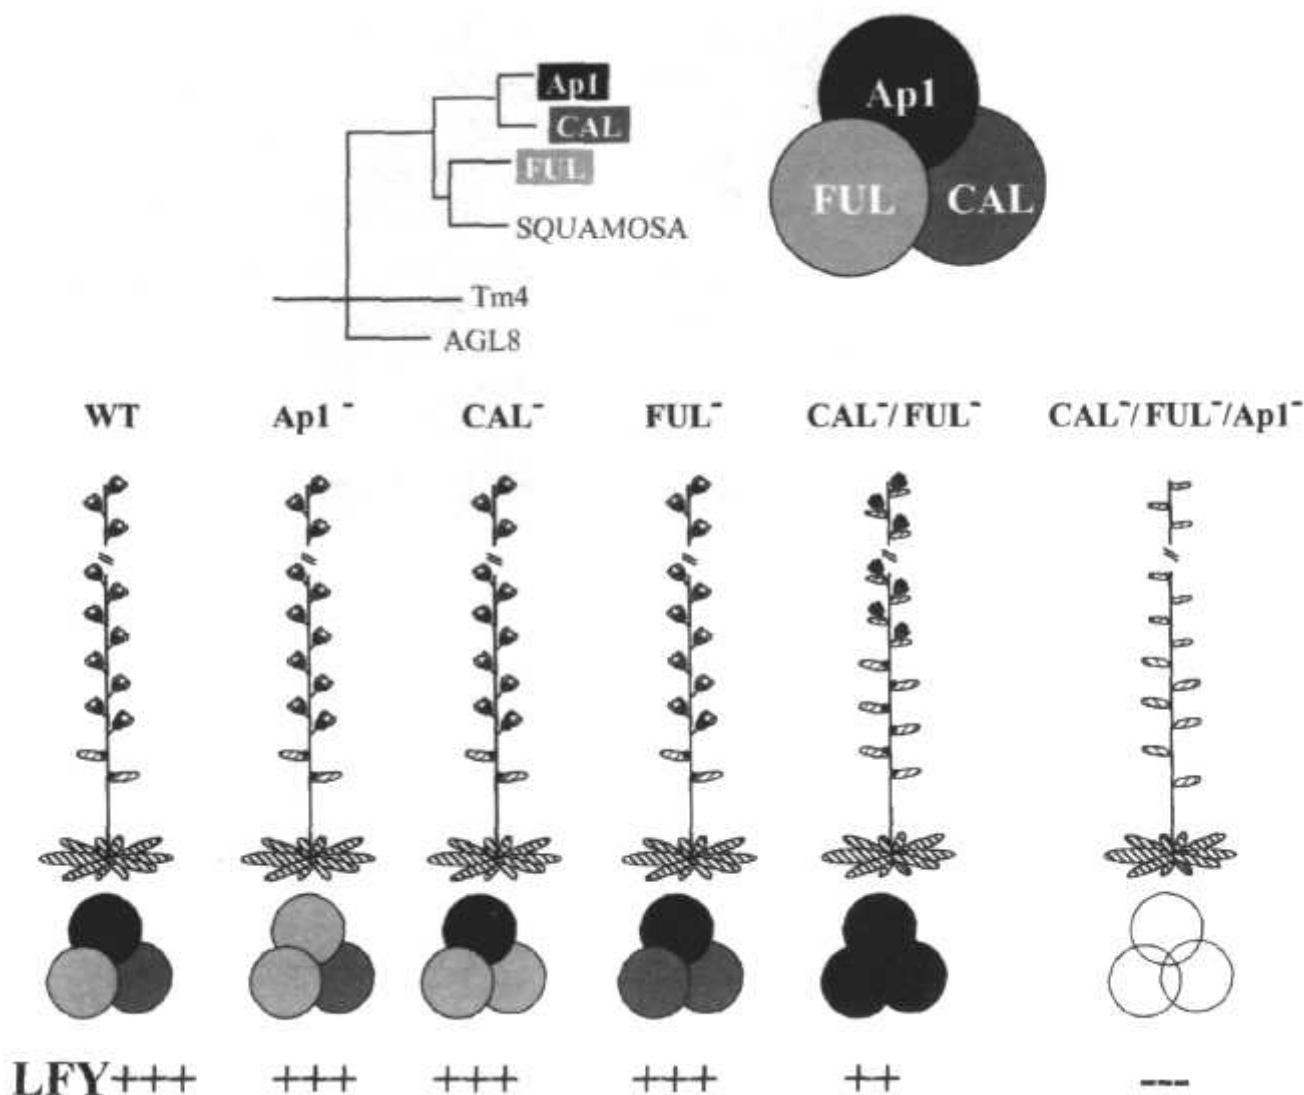 Ap1
CAL
FUL
SQUAMOSA
Tm4
AGL8
Ap1
FUL CAL
WT Ap1⁻ CAL⁻ FUL⁻ CAL⁻/FUL⁻ CAL⁻/FUL⁻/Ap1⁻
LFY +++ +++ +++ +++ ++ ---